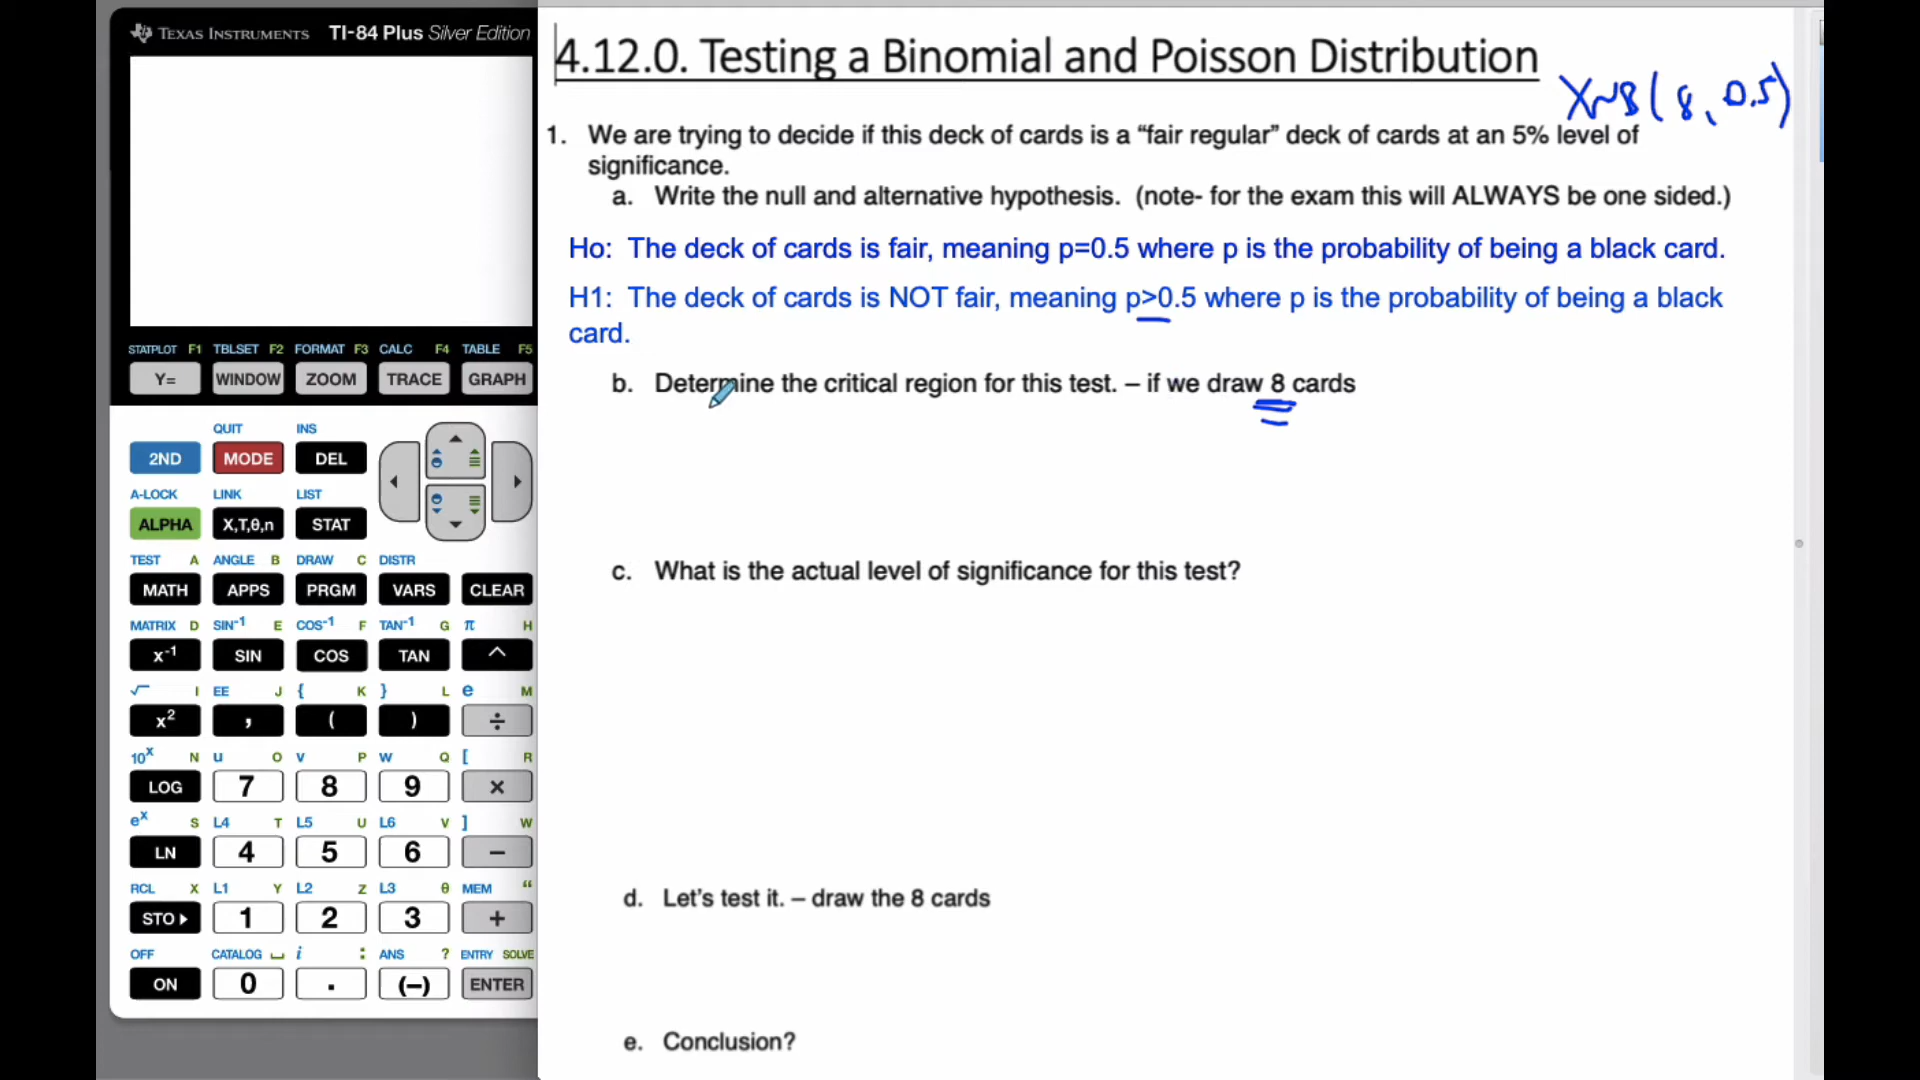 TEXAS INSTRUMENTS TI-84 Plus Silver Edition
STATPLOT F1 TBLSET F2 FORMAT F3 CALC F4 TABLE F5
Y= WINDOW ZOOM TRACE GRAPH
QUIT INS
2ND MODE DEL
A-LOCK LINK LIST
ALPHA X,T,θ,n STAT
TEST A ANGLE B DRAW C DISTR
MATH APPS PRGM VARS CLEAR
MATRIX D SIN⁻¹ E COS⁻¹ F TAN⁻¹ G π H
x⁻¹ SIN COS TAN ^
√ I EE J { K } L e M
x² , ( ) ÷
10ˣ N u O v P w Q [ R
LOG 7 8 9 ×
eˣ S L4 T L5 U L6 V ] W
LN 4 5 6 −
RCL X L1 Y L2 Z L3 θ MEM “
STO▸ 1 2 3 +
OFF CATALOG ␣ i : ANS ? ENTRY SOLVE
ON 0 . (−) ENTER
4.12.0. Testing a Binomial and Poisson Distribution
X~B(8, 0.5)
1. We are trying to decide if this deck of cards is a “fair regular” deck of cards at an 5% level of
significance.
a. Write the null and alternative hypothesis. (note- for the exam this will ALWAYS be one sided.)
Ho: The deck of cards is fair, meaning p=0.5 where p is the probability of being a black card.
H1: The deck of cards is NOT fair, meaning p>0.5 where p is the probability of being a black
card.
b. Determine the critical region for this test. – if we draw 8 cards
c. What is the actual level of significance for this test?
d. Let’s test it. – draw the 8 cards
e. Conclusion?